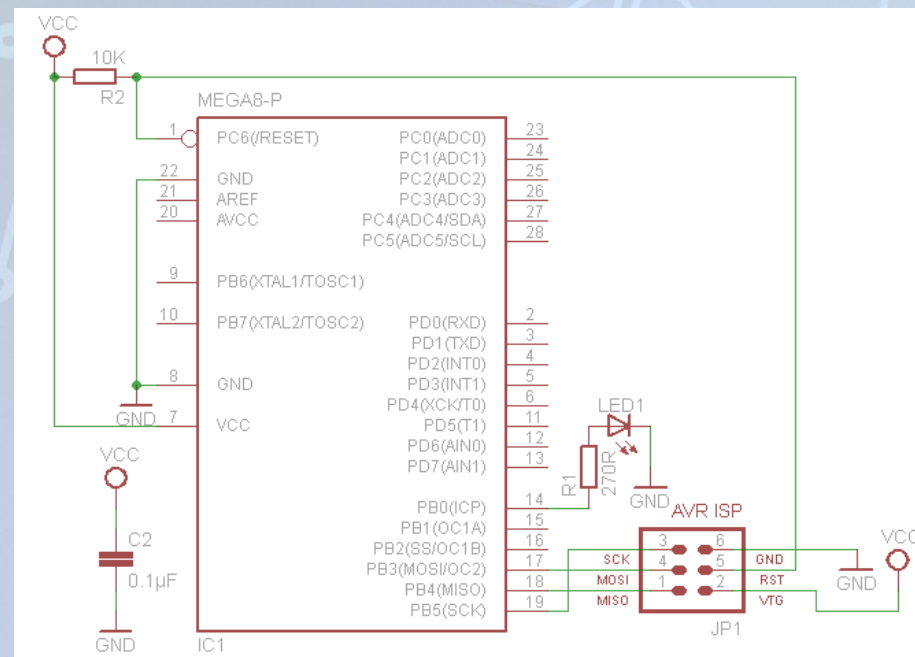 VCC
10K
R2
MEGA8-P
1 PC6(/RESET) PC0(ADC0) 23
PC1(ADC1) 24
22 GND PC2(ADC2) 25
21 AREF PC3(ADC3) 26
20 AVCC PC4(ADC4/SDA) 27
PC5(ADC5/SCL) 28
9 PB6(XTAL1/TOSC1)
10 PB7(XTAL2/TOSC2) PD0(RXD) 2
PD1(TXD) 3
PD2(INT0) 4
8 GND PD3(INT1) 5
PD4(XCK/T0) 6
GND 7 VCC PD5(T1) 11
PD6(AIN0) 12
PD7(AIN1) 13
LED1
R1
270R
GND
VCC
C2
0.1µF
GND
PB0(ICP) 14
PB1(OC1A) 15
PB2(SS/OC1B) 16
PB3(MOSI/OC2) 17
PB4(MISO) 18
PB5(SCK) 19
IC1
AVR ISP
SCK 3 6 GND
MOSI 4 5 RST
MISO 1 2 VTG
JP1
GND
VCC